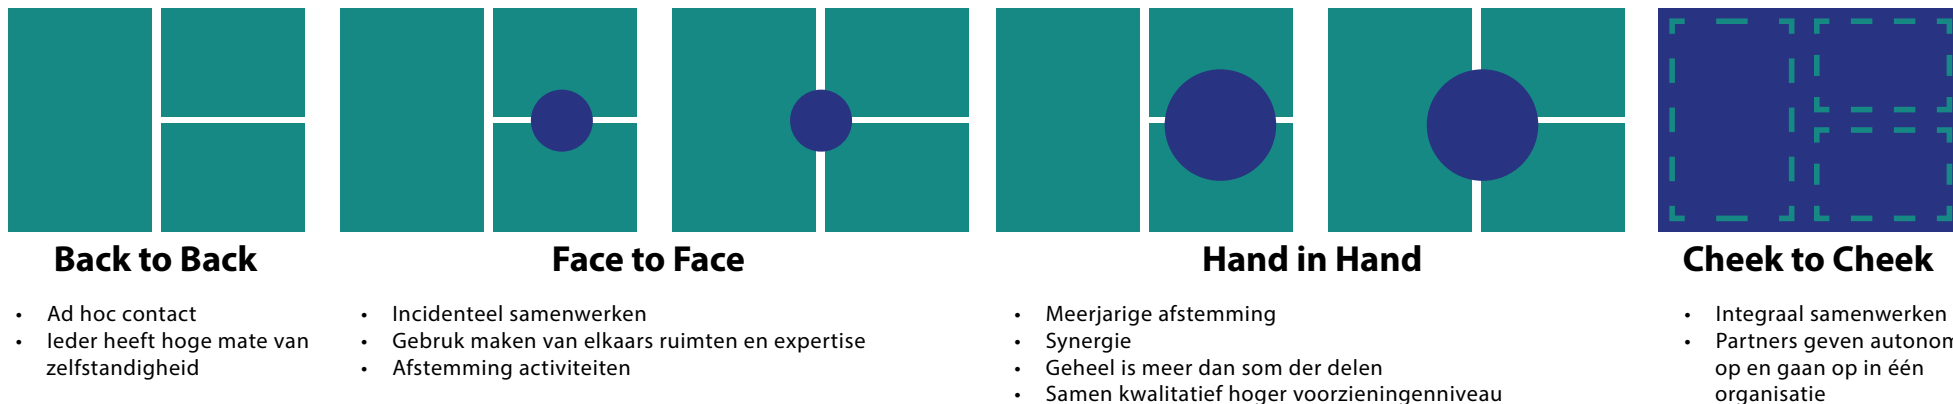 Back to Back
• Ad hoc contact
• Ieder heeft hoge mate van
zelfstandigheid
Face to Face
• Incidenteel samenwerken
• Gebruk maken van elkaars ruimten en expertise
• Afstemming activiteiten
Hand in Hand
• Meerjarige afstemming
• Synergie
• Geheel is meer dan som der delen
• Samen kwalitatief hoger voorzieningenniveau
Cheek to Cheek
• Integraal samenwerken
• Partners geven autonom
op en gaan op in één
organisatie